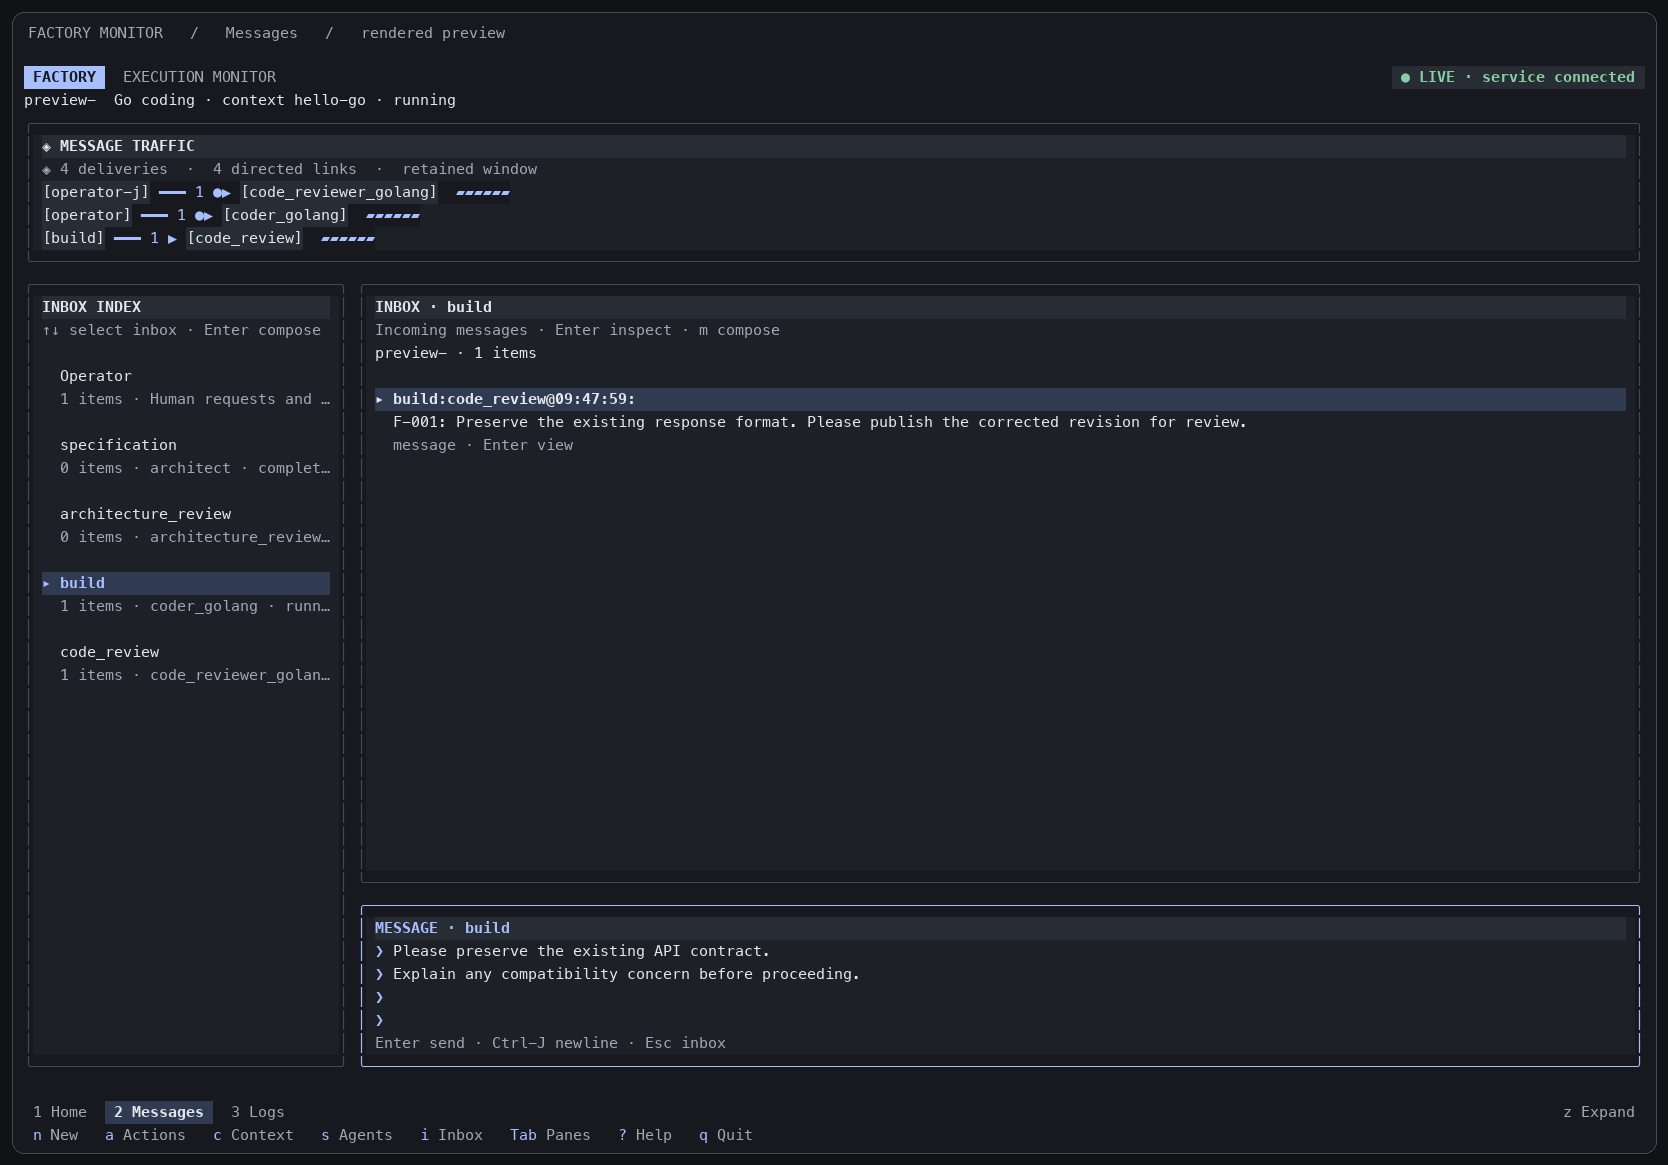 FACTORY MONITOR / Messages / rendered preview
FACTORY EXECUTION MONITOR ● LIVE · service connected
preview− Go coding · context hello−go · running
◈ MESSAGE TRAFFIC
◈ 4 deliveries · 4 directed links · retained window
[operator−j] ━━━ 1 ●▶ [code_reviewer_golang] ▰▰▰▰▰▰
[operator] ━━━ 1 ●▶ [coder_golang] ▰▰▰▰▰▰
[build] ━━━ 1 ▶ [code_review] ▰▰▰▰▰▰
INBOX INDEX
↑↓ select inbox · Enter compose
Operator
1 items · Human requests and …
specification
0 items · architect · complet…
architecture_review
0 items · architecture_review…
▸ build
1 items · coder_golang · runn…
code_review
1 items · code_reviewer_golan…
INBOX · build
Incoming messages · Enter inspect · m compose
preview− · 1 items
▸ build:code_review@09:47:59:
F−001: Preserve the existing response format. Please publish the corrected revision for review.
message · Enter view
MESSAGE · build
❯ Please preserve the existing API contract.
❯ Explain any compatibility concern before proceeding.
❯
❯
Enter send · Ctrl−J newline · Esc inbox
1 Home 2 Messages 3 Logs z Expand
n New a Actions c Context s Agents i Inbox Tab Panes ? Help q Quit